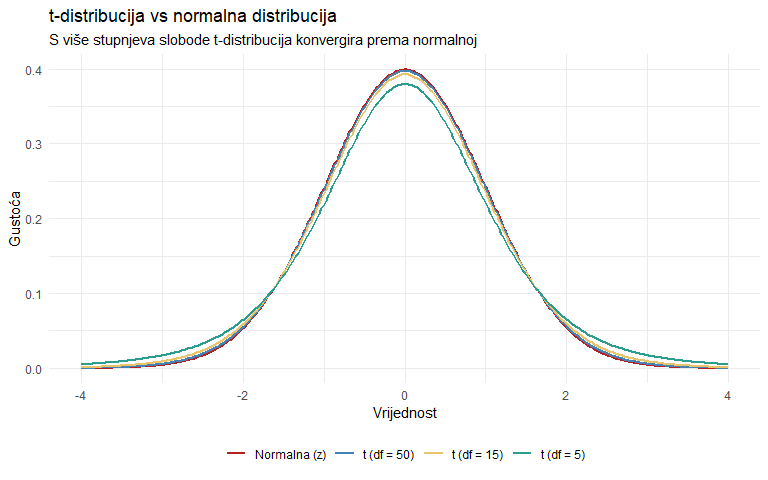 t-distribucija vs normalna distribucija
S više stupnjeva slobode t-distribucija konvergira prema normalnoj
0.4
0.3
0.2
0.1
0.0
Gustoća
-4 -2 0 2 4
Vrijednost
Normalna (z) t (df = 50) t (df = 15) t (df = 5)